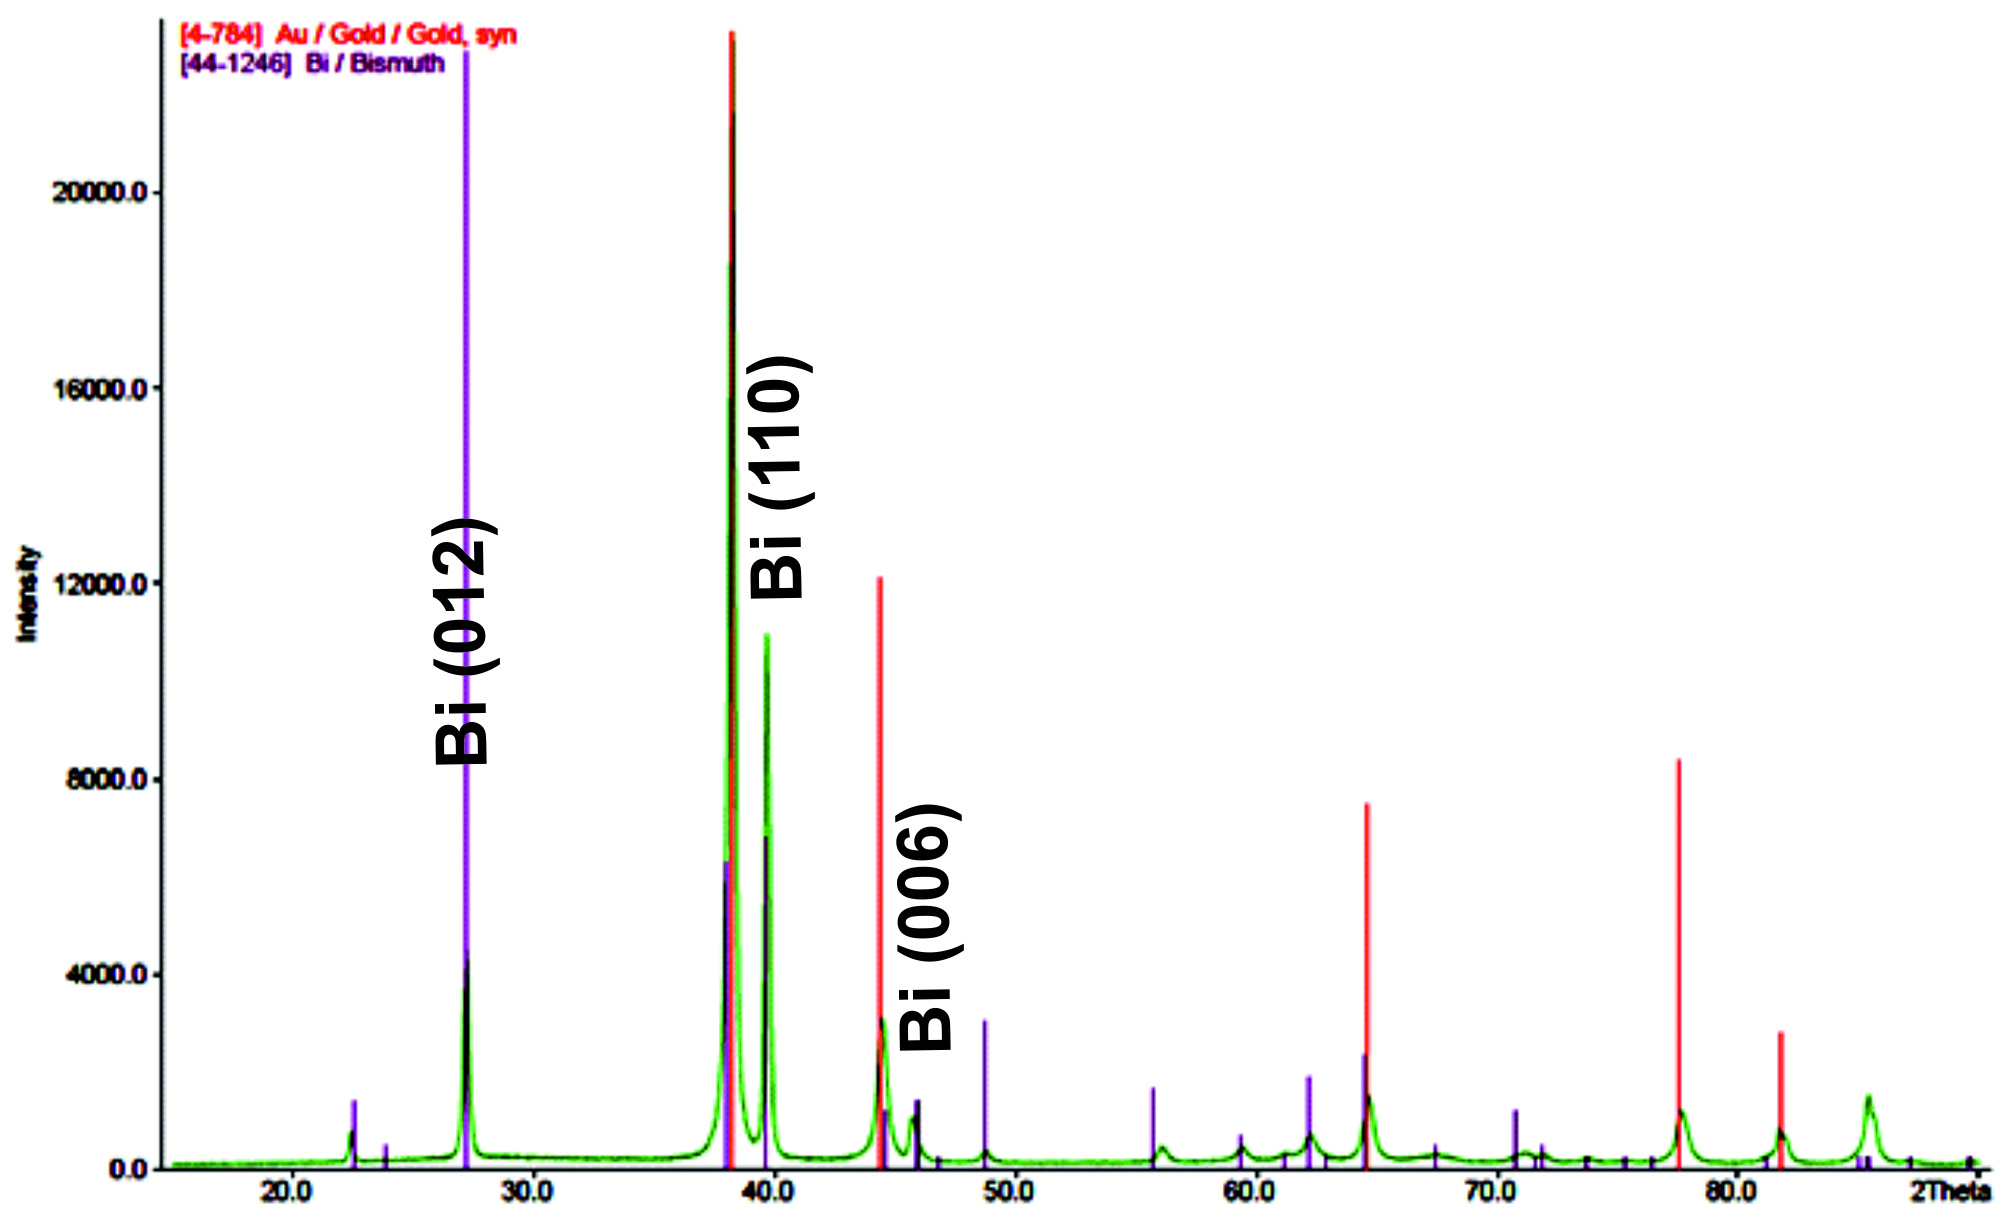 [4-784] Au / Gold / Gold, syn
[44-1246] Bi / Bismuth
20000.0
16000.0
12000.0
8000.0
4000.0
0.0
Intensity
Bi (012)
Bi (110)
Bi (006)
20.0 30.0 40.0 50.0 60.0 70.0 80.0 2Theta